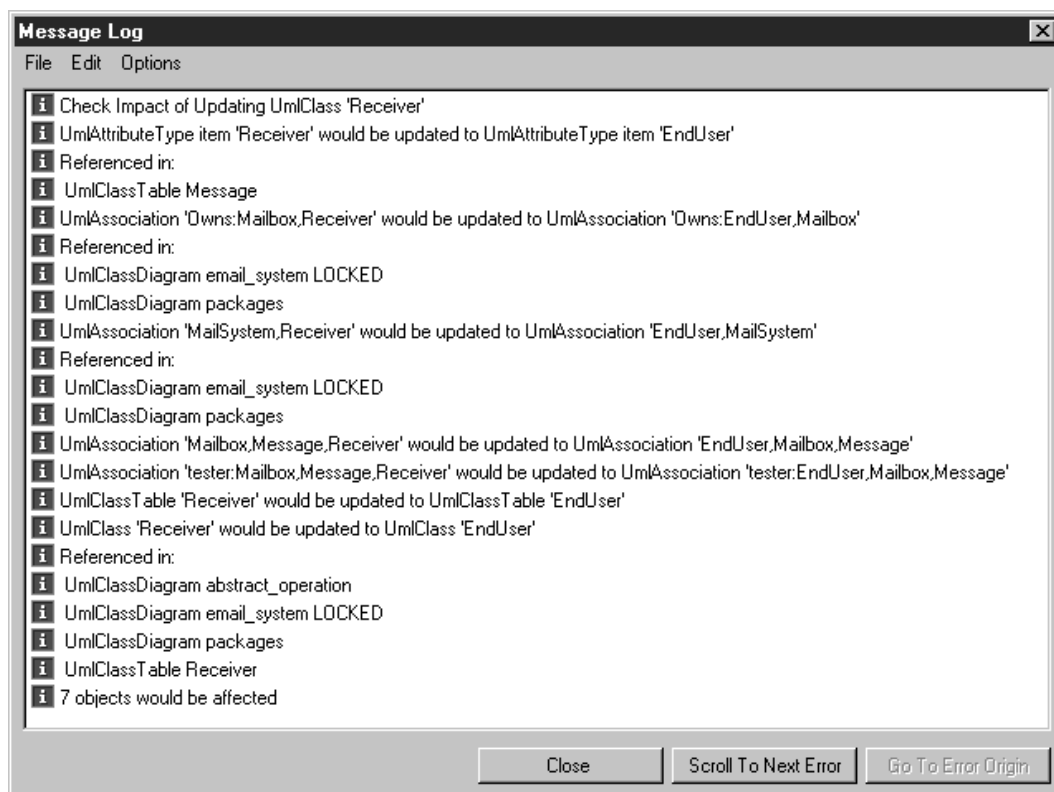 Message Log
File Edit Options
Check Impact of Updating UmlClass 'Receiver'
UmlAttributeType item 'Receiver' would be updated to UmlAttributeType item 'EndUser'
Referenced in:
UmlClassTable Message
UmlAssociation 'Owns:Mailbox,Receiver' would be updated to UmlAssociation 'Owns:EndUser,Mailbox'
Referenced in:
UmlClassDiagram email_system LOCKED
UmlClassDiagram packages
UmlAssociation 'MailSystem,Receiver' would be updated to UmlAssociation 'EndUser,MailSystem'
Referenced in:
UmlClassDiagram email_system LOCKED
UmlClassDiagram packages
UmlAssociation 'Mailbox,Message,Receiver' would be updated to UmlAssociation 'EndUser,Mailbox,Message'
UmlAssociation 'tester:Mailbox,Message,Receiver' would be updated to UmlAssociation 'tester:EndUser,Mailbox,Message'
UmlClassTable 'Receiver' would be updated to UmlClassTable 'EndUser'
UmlClass 'Receiver' would be updated to UmlClass 'EndUser'
Referenced in:
UmlClassDiagram abstract_operation
UmlClassDiagram email_system LOCKED
UmlClassDiagram packages
UmlClassTable Receiver
7 objects would be affected
Close Scroll To Next Error Go To Error Origin